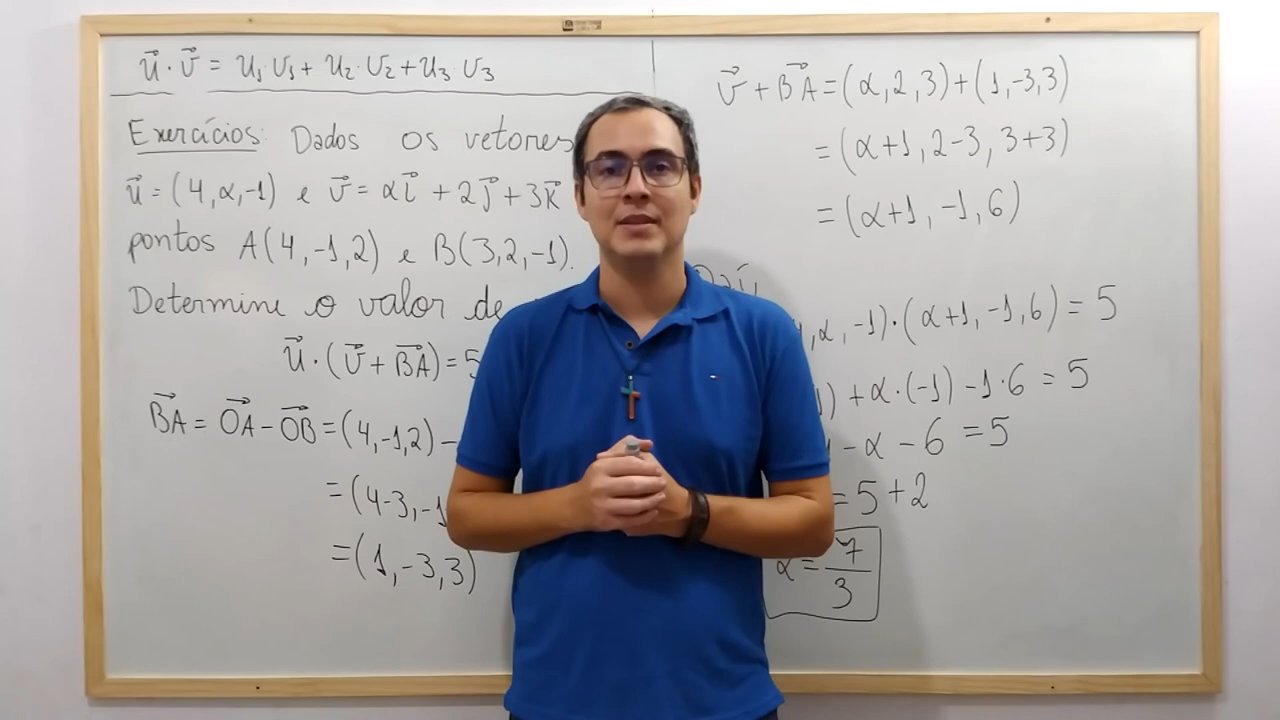 u⃗ · v⃗ = u₁ v₁ + u₂ · v₂ + u₃ · v₃
Exercícios: Dados os vetores
u⃗ = (4, α, -1) e v⃗ = αi⃗ + 2j⃗ + 3k⃗
pontos A(4, -1, 2) e B(3, 2, -1).
Determine o valor de
u⃗ · (v⃗ + BA⃗) = 5
BA⃗ = OA⃗ - OB⃗ = (4, -1, 2) -
= (4-3, -1
= (1, -3, 3)
v⃗ + BA⃗ = (α, 2, 3) + (1, -3, 3)
= (α+1, 2-3, 3+3)
= (α+1, -1, 6)
Daí
, α, -1) · (α+1, -1, 6) = 5
) + α · (-1) - 1 · 6 = 5
- α - 6 = 5
= 5 + 2
α = 7/3